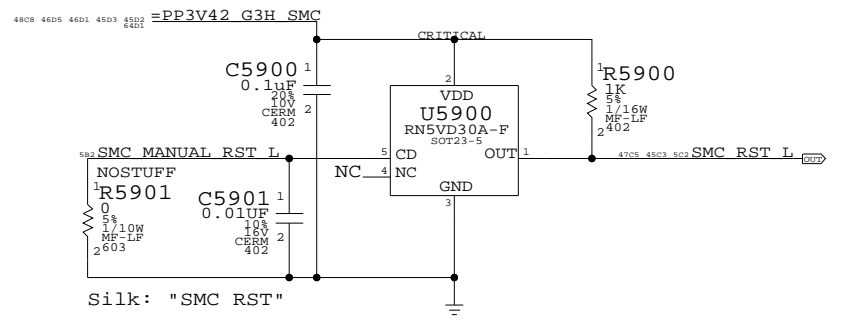 48C8 46D5 46D1 45D3 45D2 =PP3V42_G3H_SMC
64D1
CRITICAL
C5900 1
0.1uF
20%
10V
CERM 2
402
2
VDD
U5900
RN5VD30A-F
SOT23-5
1
R5900
1K
5%
1/16W
MF-LF
2 402
5B2 SMC_MANUAL_RST_L
5 CD
OUT 1
47C5 45C3 5C2 SMC_RST_L OUT
NC 4 NC
GND
3
NOSTUFF
1
R5901
0
5%
1/10W
MF-LF
2 603
C5901 1
0.01UF
10%
16V
CERM 2
402
Silk: "SMC RST"